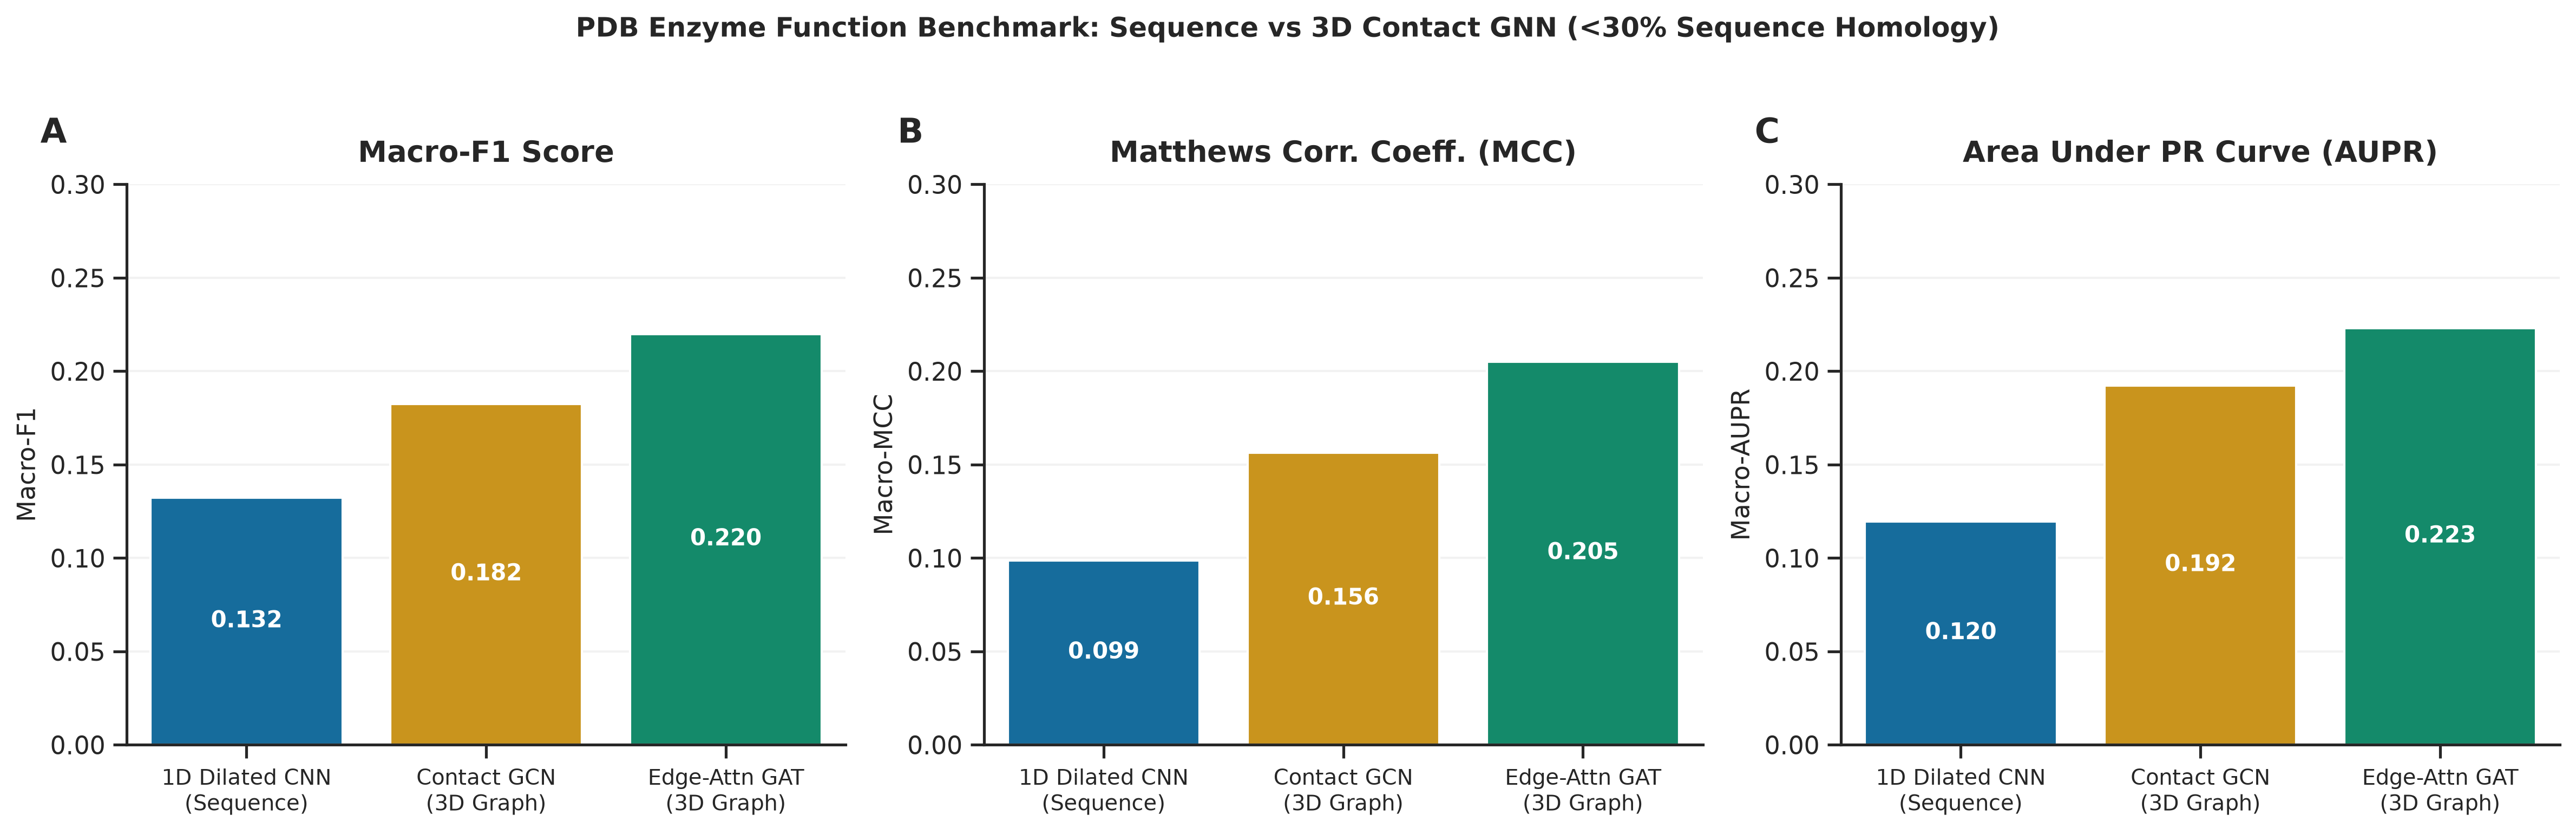 PDB Enzyme Function Benchmark: Sequence vs 3D Contact GNN (<30% Sequence Homology)
A
Macro-F1 Score
Macro-F1
0.30
0.25
0.20
0.15
0.10
0.05
0.00
0.132
0.182
0.220
1D Dilated CNN
(Sequence)
Contact GCN
(3D Graph)
Edge-Attn GAT
(3D Graph)
B
Matthews Corr. Coeff. (MCC)
Macro-MCC
0.30
0.25
0.20
0.15
0.10
0.05
0.00
0.099
0.156
0.205
1D Dilated CNN
(Sequence)
Contact GCN
(3D Graph)
Edge-Attn GAT
(3D Graph)
C
Area Under PR Curve (AUPR)
Macro-AUPR
0.30
0.25
0.20
0.15
0.10
0.05
0.00
0.120
0.192
0.223
1D Dilated CNN
(Sequence)
Contact GCN
(3D Graph)
Edge-Attn GAT
(3D Graph)